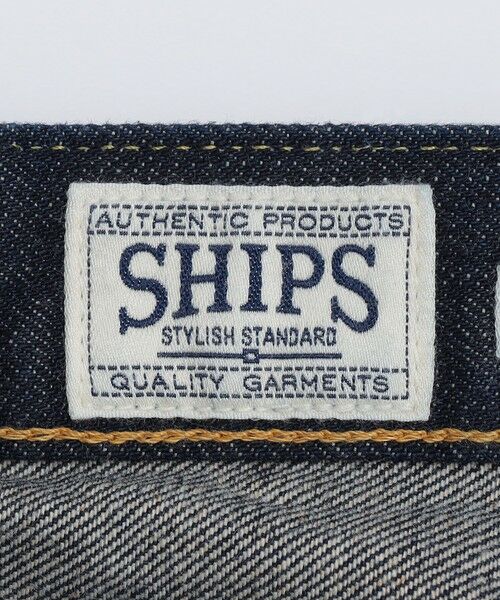 AUTHENTIC PRODUCTS
SHIPS
STYLISH STANDARD
QUALITY GARMENTS